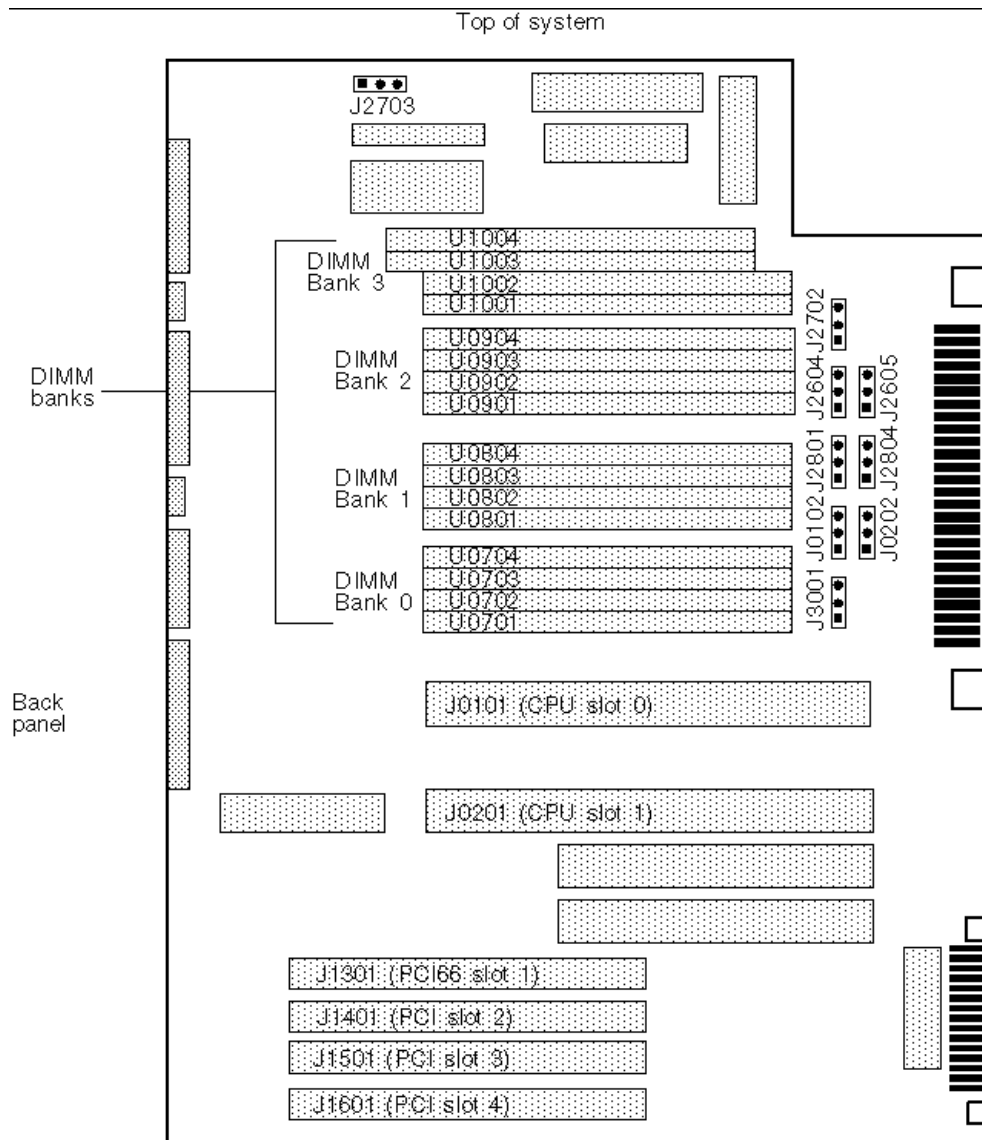 Top of system
J2703
U1004
DIMM
Bank 3
U1003
U1002
U1001
J2702
DIMM
Bank 2
U0904
U0903
U0902
U0901
J2604
J2605
DIMM
banks
J2801
J2804
DIMM
Bank 1
U0804
U0803
U0802
U0801
J0102
J0202
DIMM
Bank 0
U0704
U0703
U0702
U0701
J3001
Back
panel
J0101 (CPU slot 0)
J0201 (CPU slot 1)
J1301 (PCI66 slot 1)
J1401 (PCI slot 2)
J1501 (PCI slot 3)
J1601 (PCI slot 4)